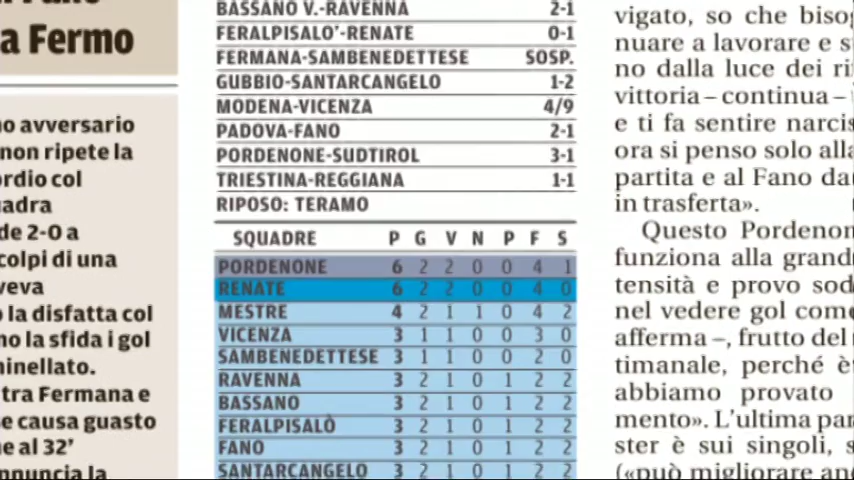 a Fermo
o avversario
non ripete la
ordio col
uadra
de 2-0 a
colpi di una
veva
o la disfatta col
no la sfida i gol
ninellato.
tra Fermana e
se causa guasto
ne al 32'
nnuncia la
BASSANO V.-RAVENNA 2-1
FERALPISALO'-RENATE 0-1
FERMANA-SAMBENEDETTESE SOSP.
GUBBIO-SANTARCANGELO 1-2
MODENA-VICENZA 4/9
PADOVA-FANO 2-1
PORDENONE-SUDTIROL 3-1
TRIESTINA-REGGIANA 1-1
RIPOSO: TERAMO
SQUADRE P G V N P F S
PORDENONE 6 2 2 0 0 4 1
RENATE 6 2 2 0 0 4 0
MESTRE 4 2 1 1 0 4 2
VICENZA 3 1 1 0 0 3 0
SAMBENEDETTESE 3 1 1 0 0 2 0
RAVENNA 3 2 1 0 1 2 2
BASSANO 3 2 1 0 1 2 2
FERALPISALÒ 3 2 1 0 1 2 2
FANO 3 2 1 0 1 2 2
SANTARCANGELO 3 2 1 0 1 2 2
vigato, so che biso
nuare a lavorare e s
no dalla luce dei ri
vittoria – continua –
e ti fa sentire narcis
ora si penso solo alla
partita e al Fano da
in trasferta».
Questo Pordenon
funziona alla grand
tensità e provo sod
nel vedere gol come
afferma –, frutto del
timanale, perché è
abbiamo provato
mento». L'ultima par
ster è sui singoli, s
(«può migliorare an